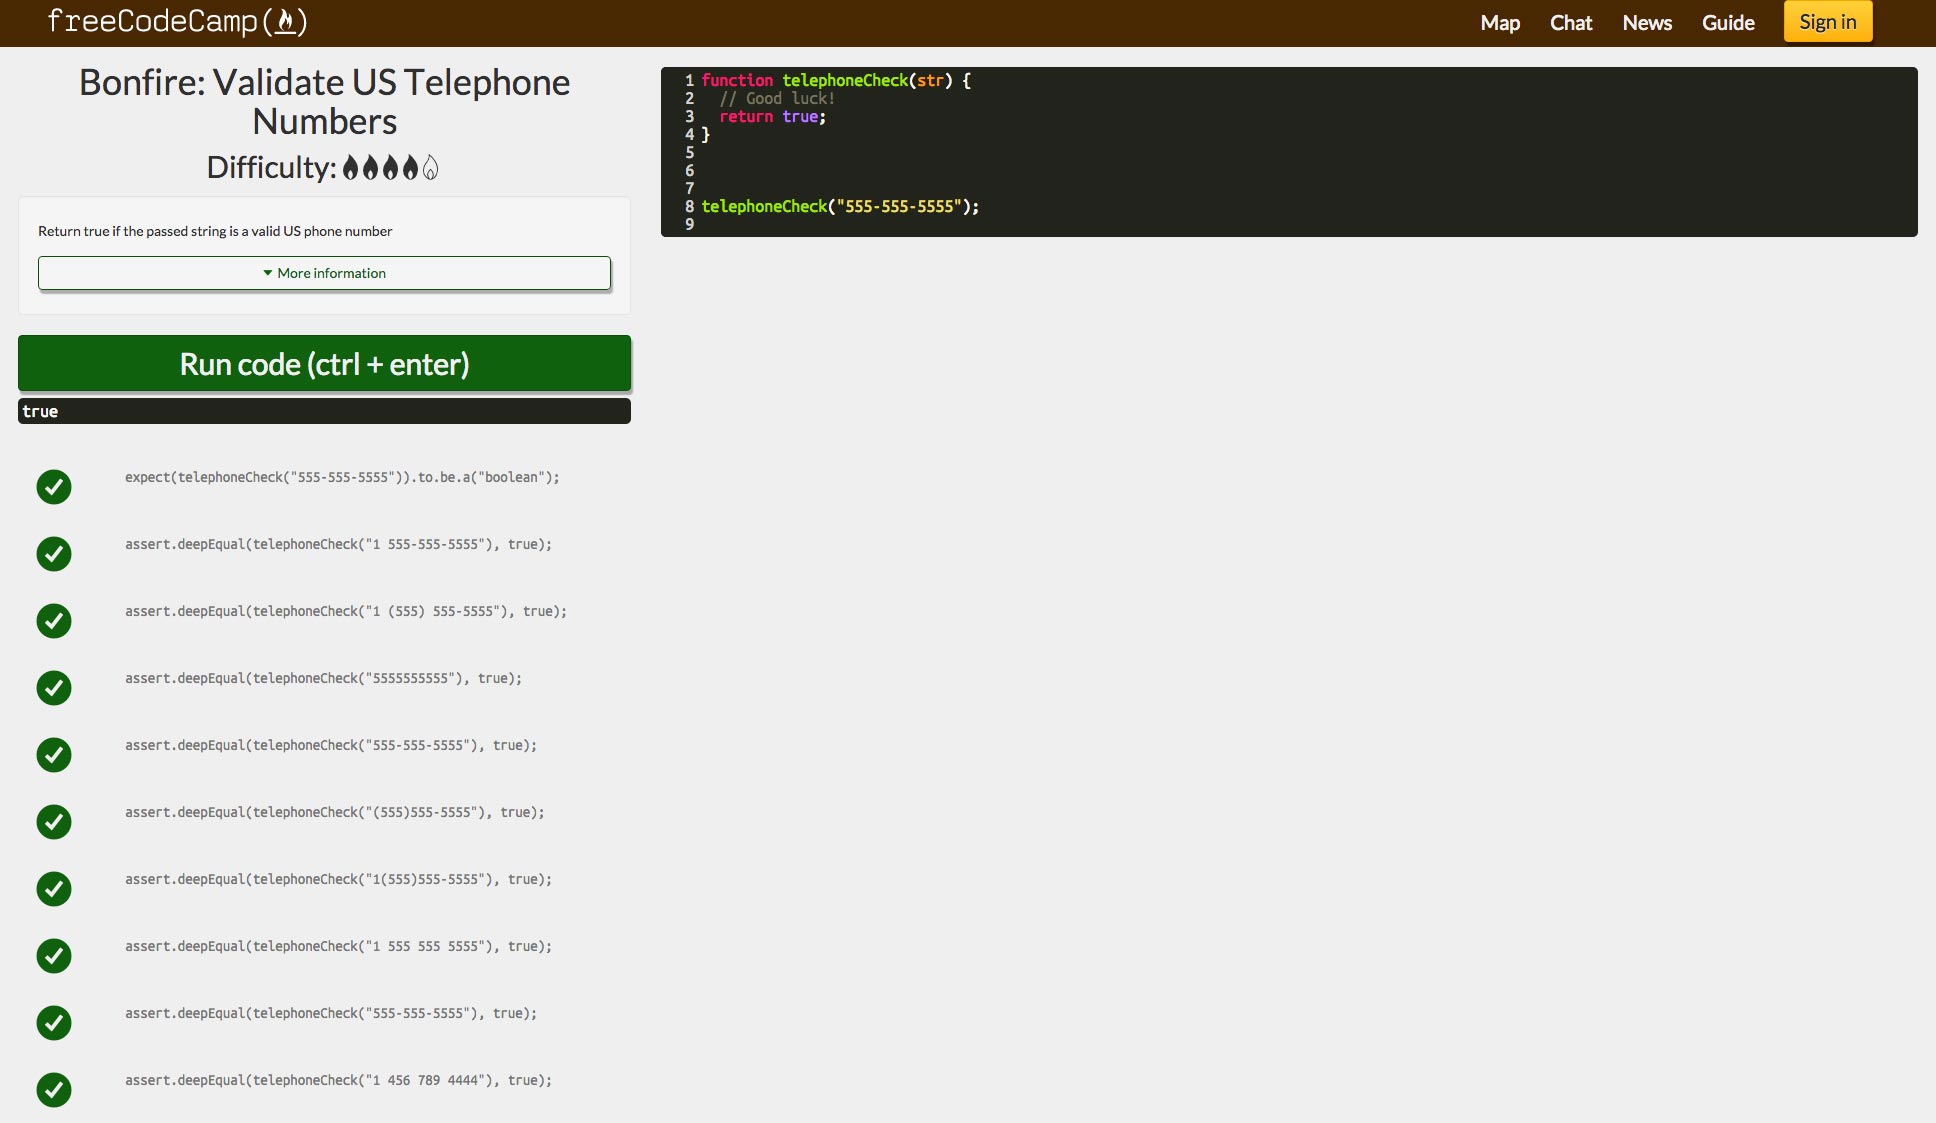 freeCodeCamp(🔥)
Map Chat News Guide Sign in
Bonfire: Validate US Telephone
Numbers
Difficulty:
Return true if the passed string is a valid US phone number
More information
Run code (ctrl + enter)
true
expect(telephoneCheck("555-555-5555")).to.be.a("boolean");
assert.deepEqual(telephoneCheck("1 555-555-5555"), true);
assert.deepEqual(telephoneCheck("1 (555) 555-5555"), true);
assert.deepEqual(telephoneCheck("5555555555"), true);
assert.deepEqual(telephoneCheck("555-555-5555"), true);
assert.deepEqual(telephoneCheck("(555)555-5555"), true);
assert.deepEqual(telephoneCheck("1(555)555-5555"), true);
assert.deepEqual(telephoneCheck("1 555 555 5555"), true);
assert.deepEqual(telephoneCheck("555-555-5555"), true);
assert.deepEqual(telephoneCheck("1 456 789 4444"), true);
1 function telephoneCheck(str) {
2   // Good luck!
3   return true;
4 }
5
6
7
8 telephoneCheck("555-555-5555");
9